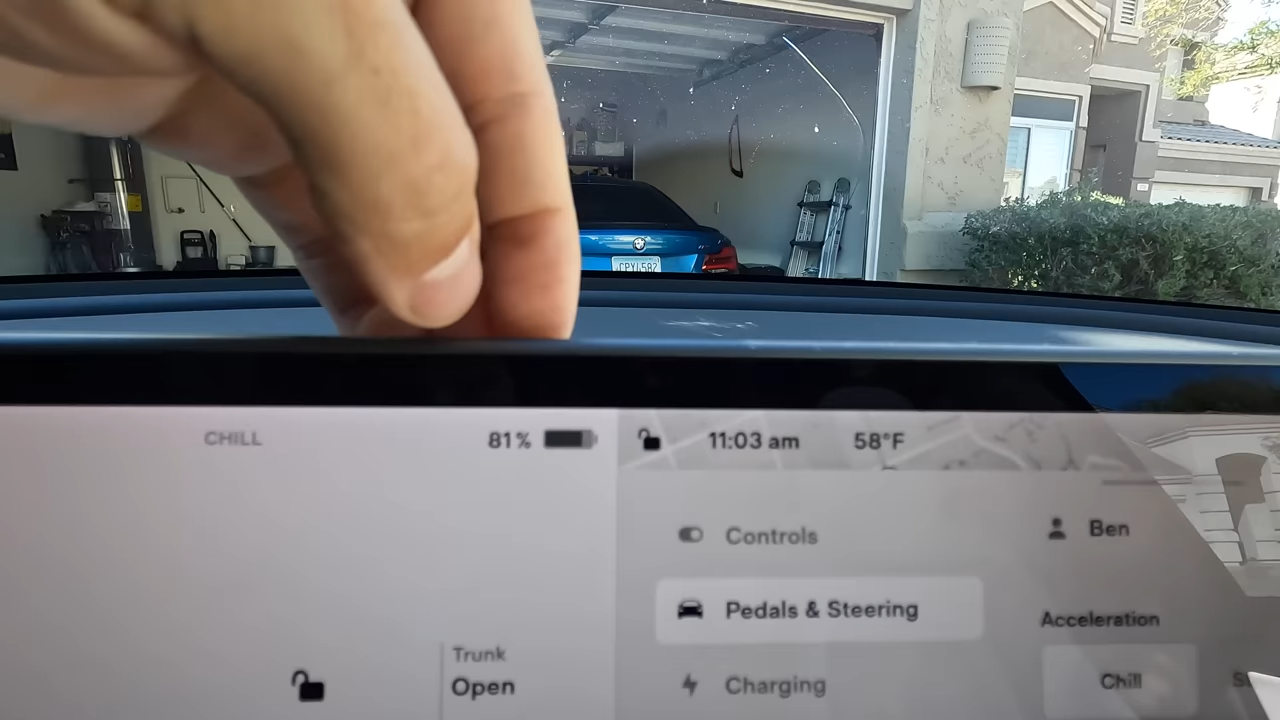 CHILL
81%
11:03 am
58°F
Controls
Ben
Pedals & Steering
Acceleration
Trunk
Open
Charging
Chill